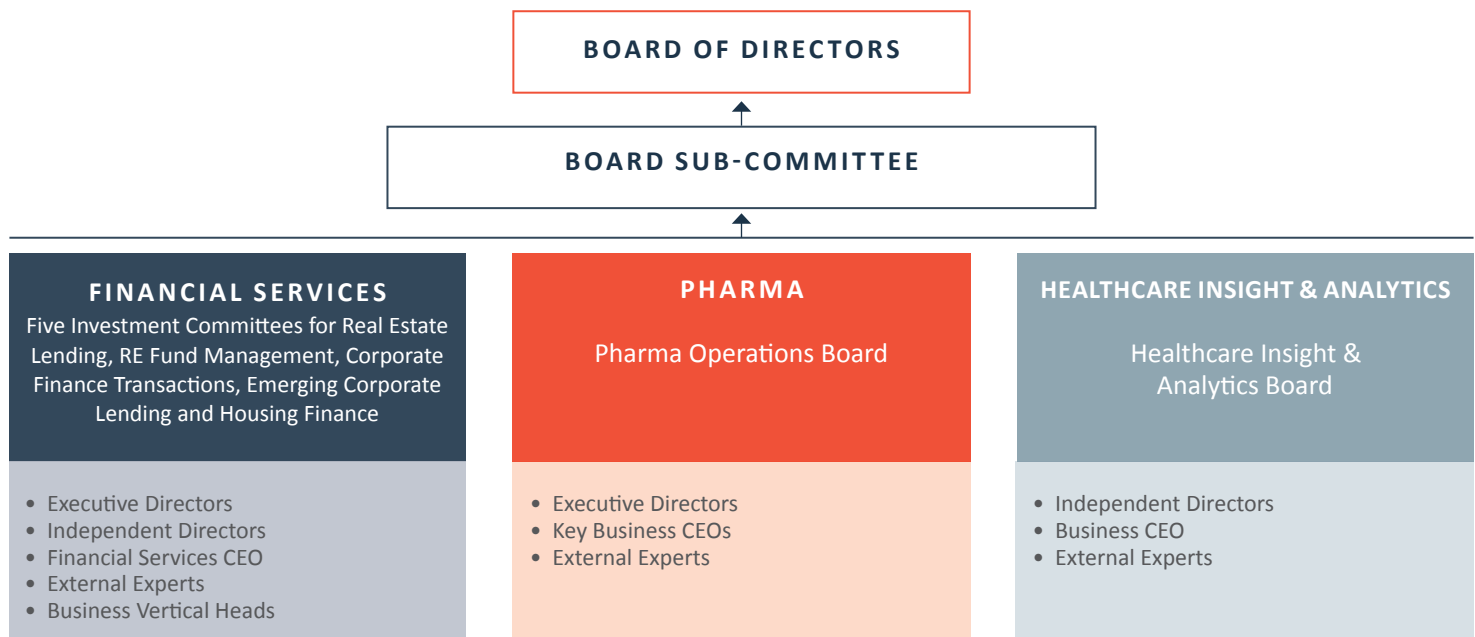 BOARD OF DIRECTORS
BOARD SUB-COMMITTEE
FINANCIAL SERVICES
Five Investment Committees for Real Estate
Lending, RE Fund Management, Corporate
Finance Transactions, Emerging Corporate
Lending and Housing Finance
• Executive Directors
• Independent Directors
• Financial Services CEO
• External Experts
• Business Vertical Heads
PHARMA
Pharma Operations Board
• Executive Directors
• Key Business CEOs
• External Experts
HEALTHCARE INSIGHT & ANALYTICS
Healthcare Insight &
Analytics Board
• Independent Directors
• Business CEO
• External Experts